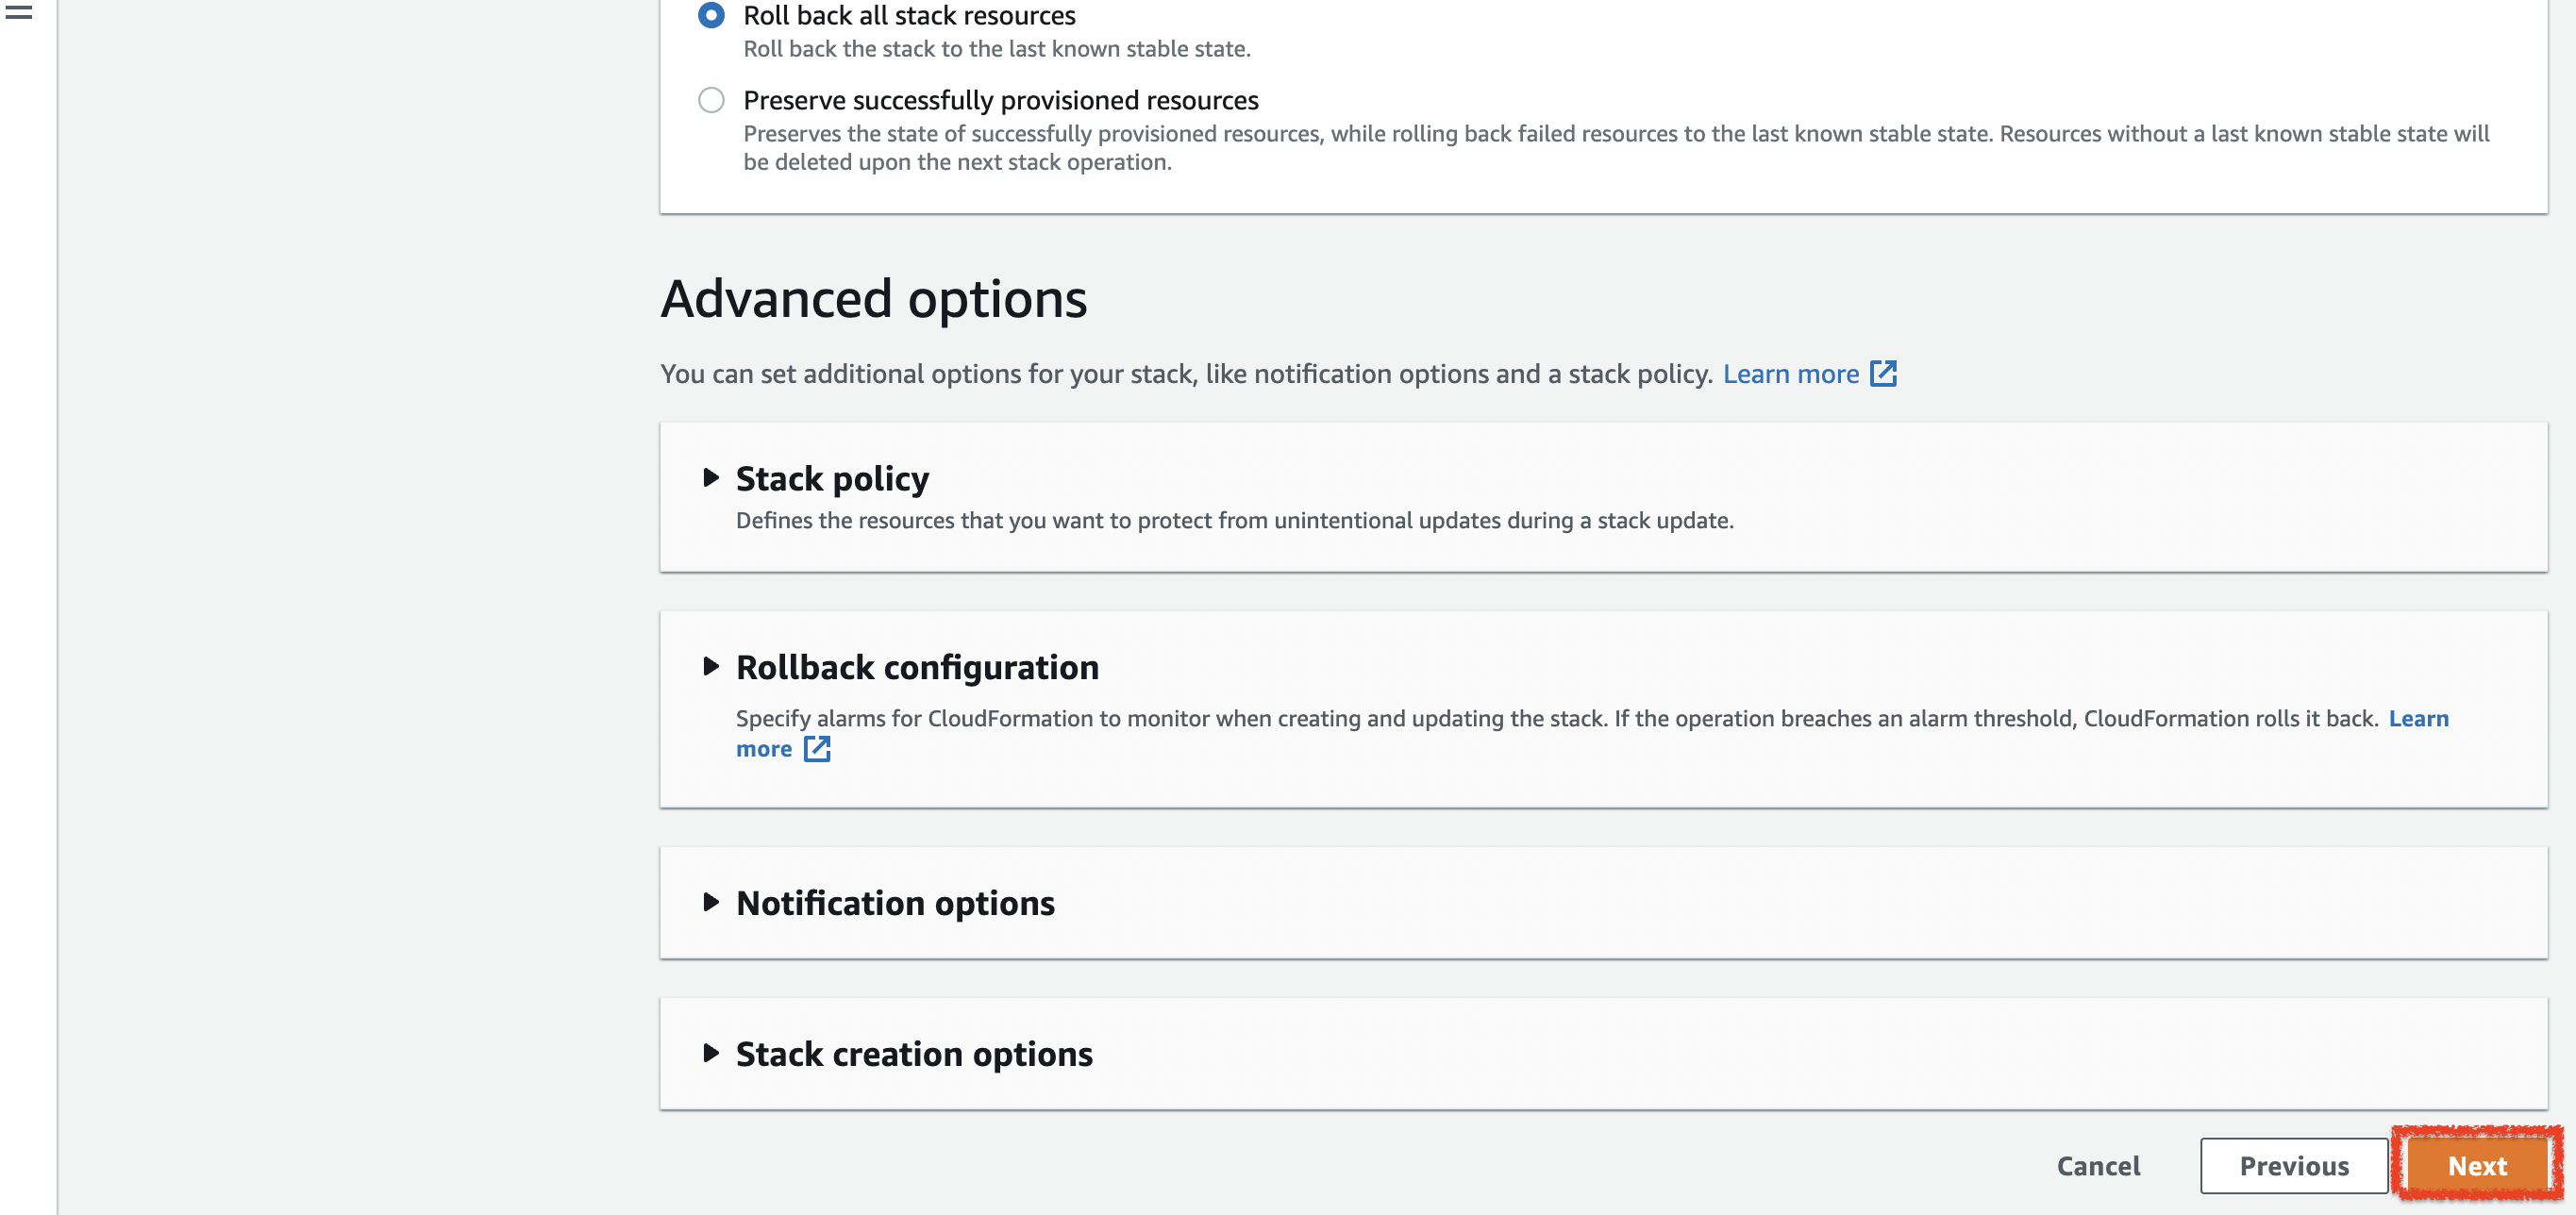 Roll back all stack resources
Roll back the stack to the last known stable state.
Preserve successfully provisioned resources
Preserves the state of successfully provisioned resources, while rolling back failed resources to the last known stable state. Resources without a last known stable state will
be deleted upon the next stack operation.
Advanced options
You can set additional options for your stack, like notification options and a stack policy. Learn more
Stack policy
Defines the resources that you want to protect from unintentional updates during a stack update.
Rollback configuration
Specify alarms for CloudFormation to monitor when creating and updating the stack. If the operation breaches an alarm threshold, CloudFormation rolls it back. Learn
more
Notification options
Stack creation options
Cancel Previous Next